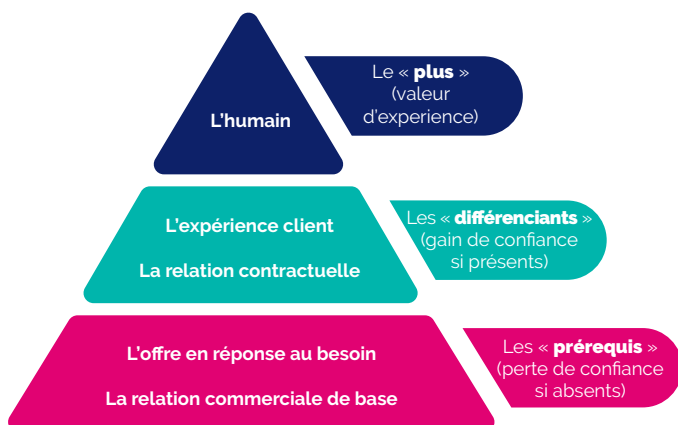 L'humain
Le « plus »
(valeur
d'experience)
L'expérience client
La relation contractuelle
Les « différenciants »
(gain de confiance
si présents)
L'offre en réponse au besoin
La relation commerciale de base
Les « prérequis »
(perte de confiance
si absents)